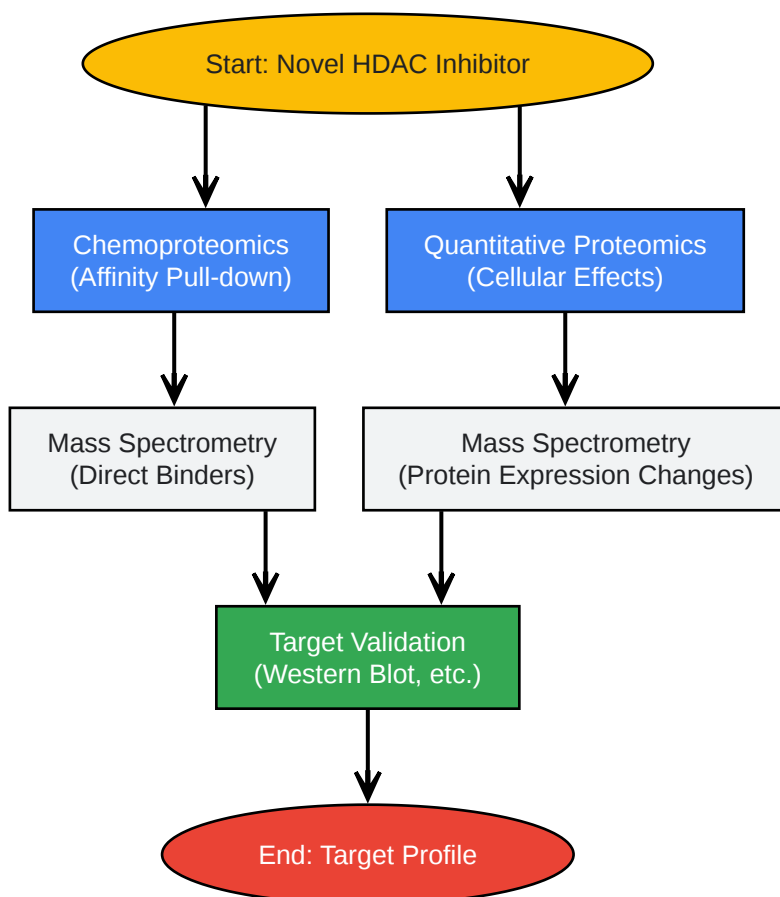 Start: Novel HDAC Inhibitor
Chemoproteomics
(Affinity Pull-down)
Quantitative Proteomics
(Cellular Effects)
Mass Spectrometry
(Direct Binders)
Mass Spectrometry
(Protein Expression Changes)
Target Validation
(Western Blot, etc.)
End: Target Profile